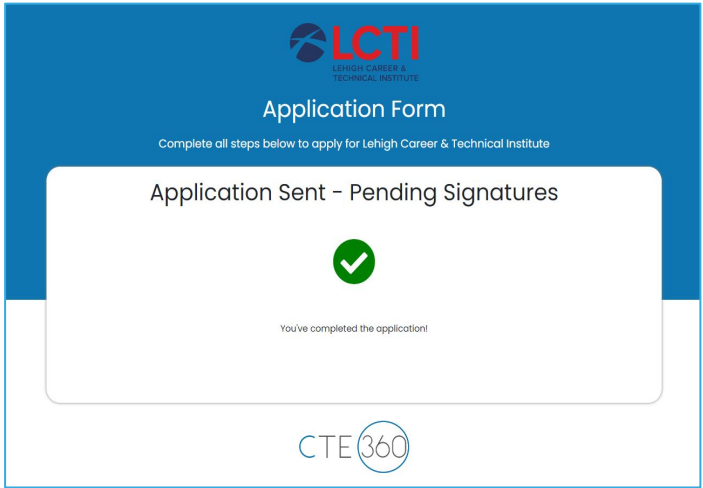 LCTI
LEHIGH CAREER &
TECHNICAL INSTITUTE
Application Form
Complete all steps below to apply for Lehigh Career & Technical Institute
Application Sent - Pending Signatures
You've completed the application!
CTE 360